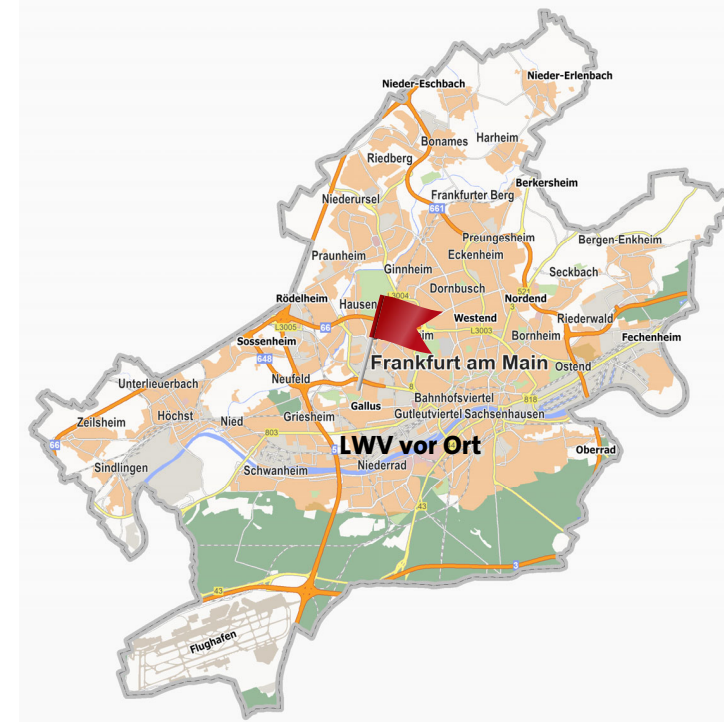 Nieder-Erlenbach
Nieder-Eschbach
Bonames
Harheim
Riedberg
Berkersheim
Niederursel
Frankfurter Berg
661
Preungesheim
Bergen-Enkheim
Praunheim
Eckenheim
Ginnheim
Seckbach
Dornbusch
521
L3004
Rödelheim
Hausen
Nordend
3
Westend
Riederwald
L3005
66
L3003
Bornheim
Fechenheim
Sossenheim
648
Frankfurt am Main
Ostend
Neufeld
Unterlieuerbach
8
Bahnhofsviertel
818
Gallus
Höchst
Griesheim
Gutleutviertel
Sachsenhausen
Zeilsheim
Nied
803
66
LWV vor Ort
Oberrad
Sindlingen
Schwanheim
Niederrad
43
3
43
Flughafen